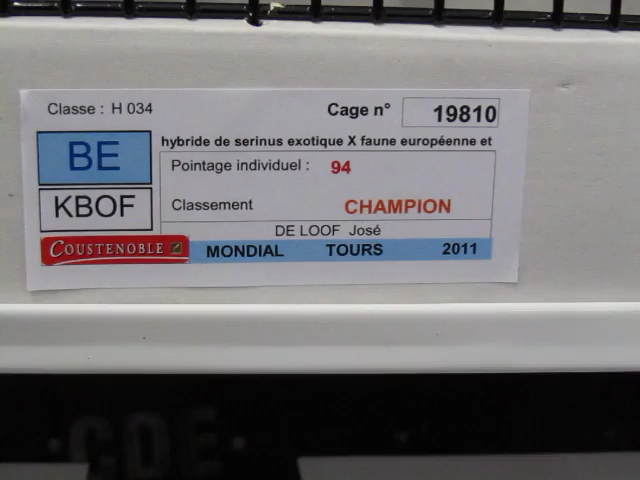 Classe : H 034 Cage n° 19810
BE hybride de serinus exotique X faune européenne et
Pointage individuel : 94
KBOF Classement CHAMPION
DE LOOF José
COUSTENOBLE MONDIAL TOURS 2011
CDE